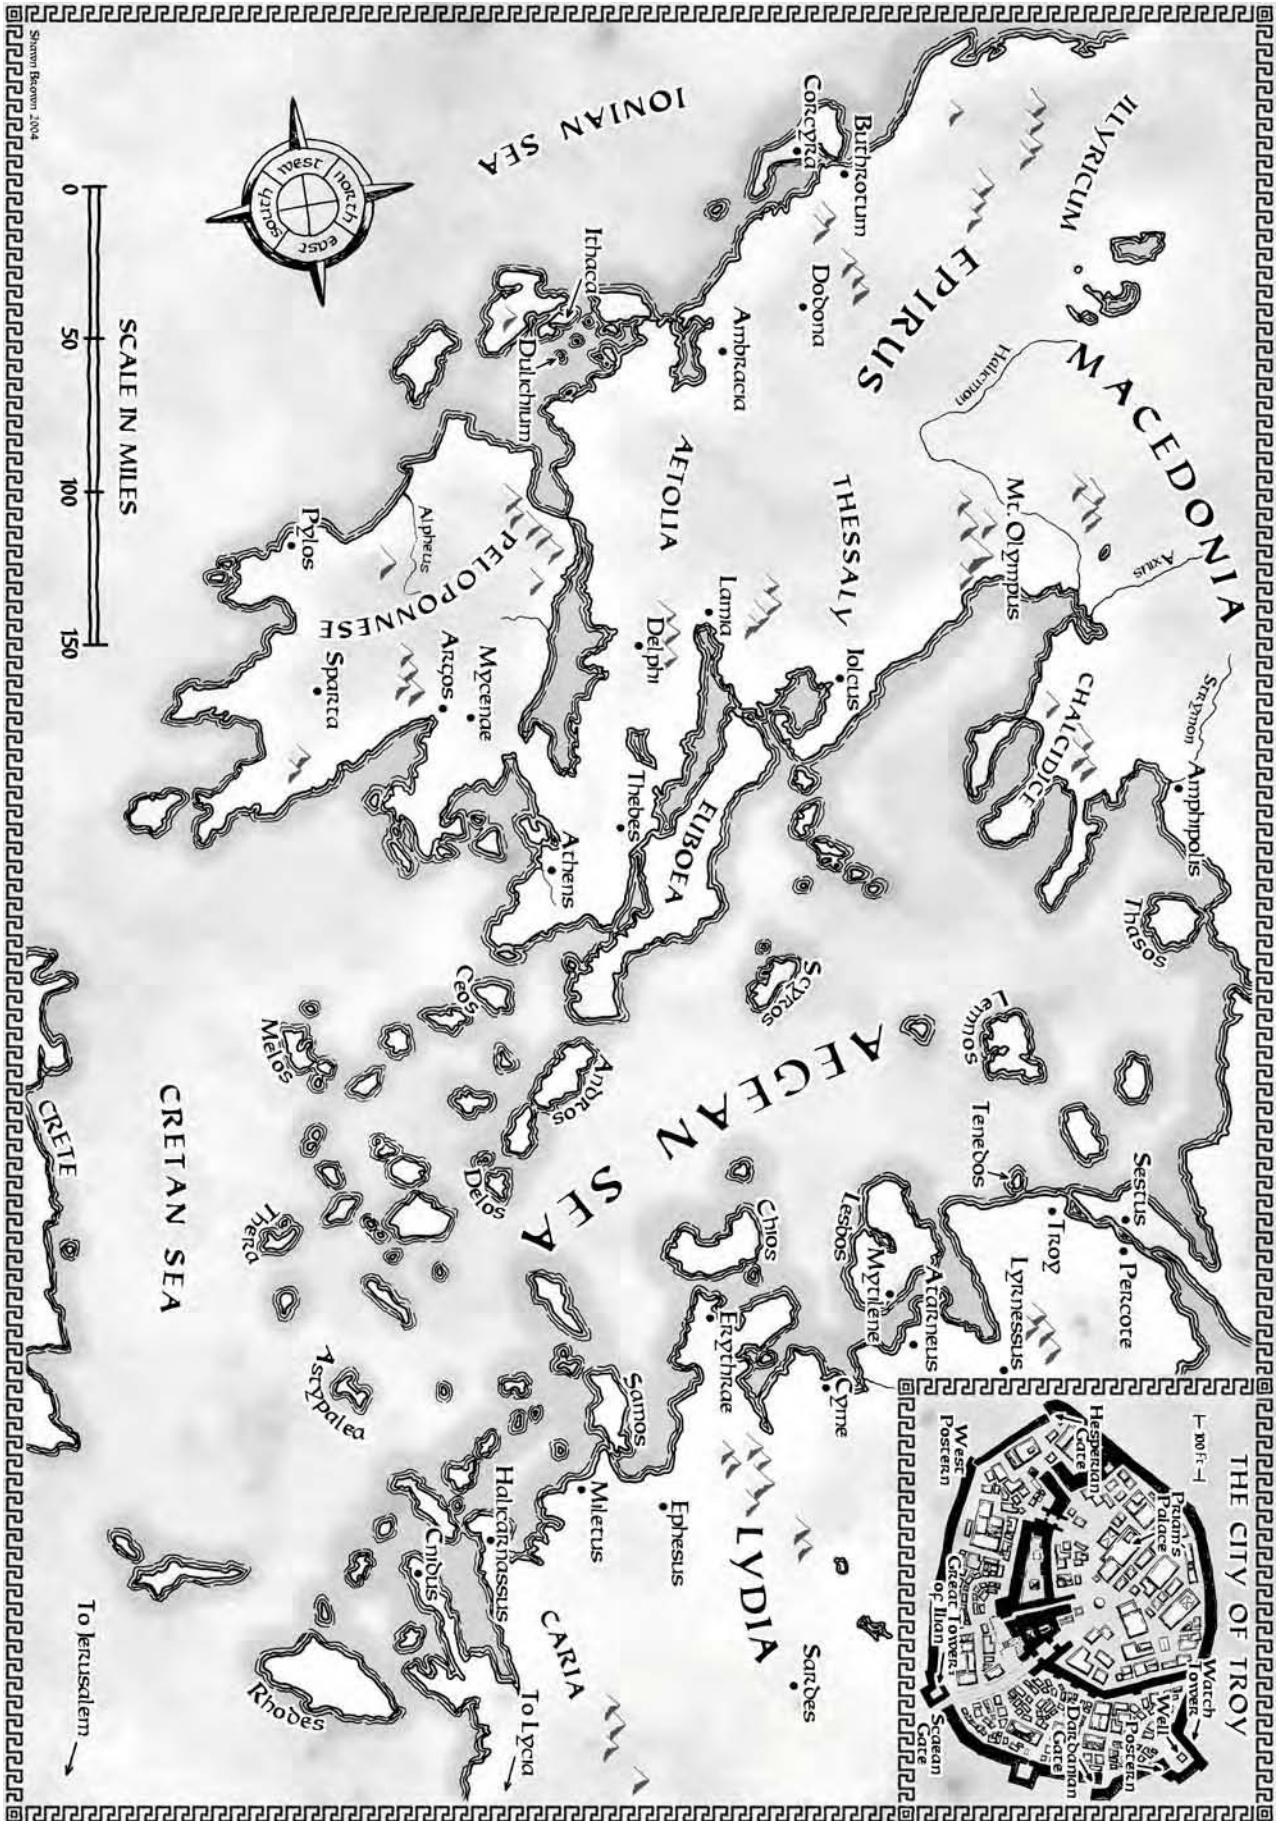 ILLYRICUM
MACEDONIA
Haliemon
Axius
Strymon
Amphipolis
Thasos
EPIRUS
Buthrotum
Corcyra
IONIAN SEA
Dodona
Ambracia
Mt. Olympus
CHALCIDICE
THESSALY
Iolcus
Lamia
AETOLIA
Delphi
Ithaca
Dulichium
EUBOEA
Thebes
Athens
PELOPONNESE
Alpheus
Mycenae
Argos
Pylos
Sparta
Scyros
Lemnos
AEGEAN SEA
Tenedos
Sestus
Troy
Percote
Lyrnessus
Lesbos
Mytilene
Atarneus
Chios
Erythrae
Cyme
Andros
Ceos
Melos
Delos
Thera
Astypalea
CRETAN SEA
CRETE
Samos
Miletus
Ephesus
LYDIA
Sardes
CARIA
Halicarnassus
Cnidus
Rhodes
To Lycia
To Jerusalem
north
east
south
west
SCALE IN MILES
0 50 100 150
Shawn Brown 2004
THE CITY OF TROY
100 Ft
Hesperian
Gate
Priam's
Palace
Watch
Tower
Well
West
Postern
Great Tower
of Ilian
Postern
Dardanian
Gate
Scaean
Gate